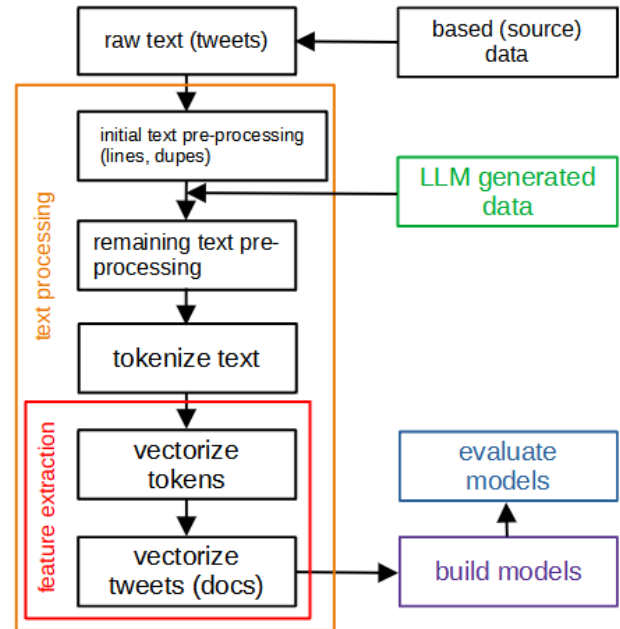 raw text (tweets)
based (source)
data
initial text pre-processing
(lines, dupes)
LLM generated
data
remaining text pre-
processing
text processing
tokenize text
feature extraction
vectorize
tokens
evaluate
models
vectorize
tweets (docs)
build models